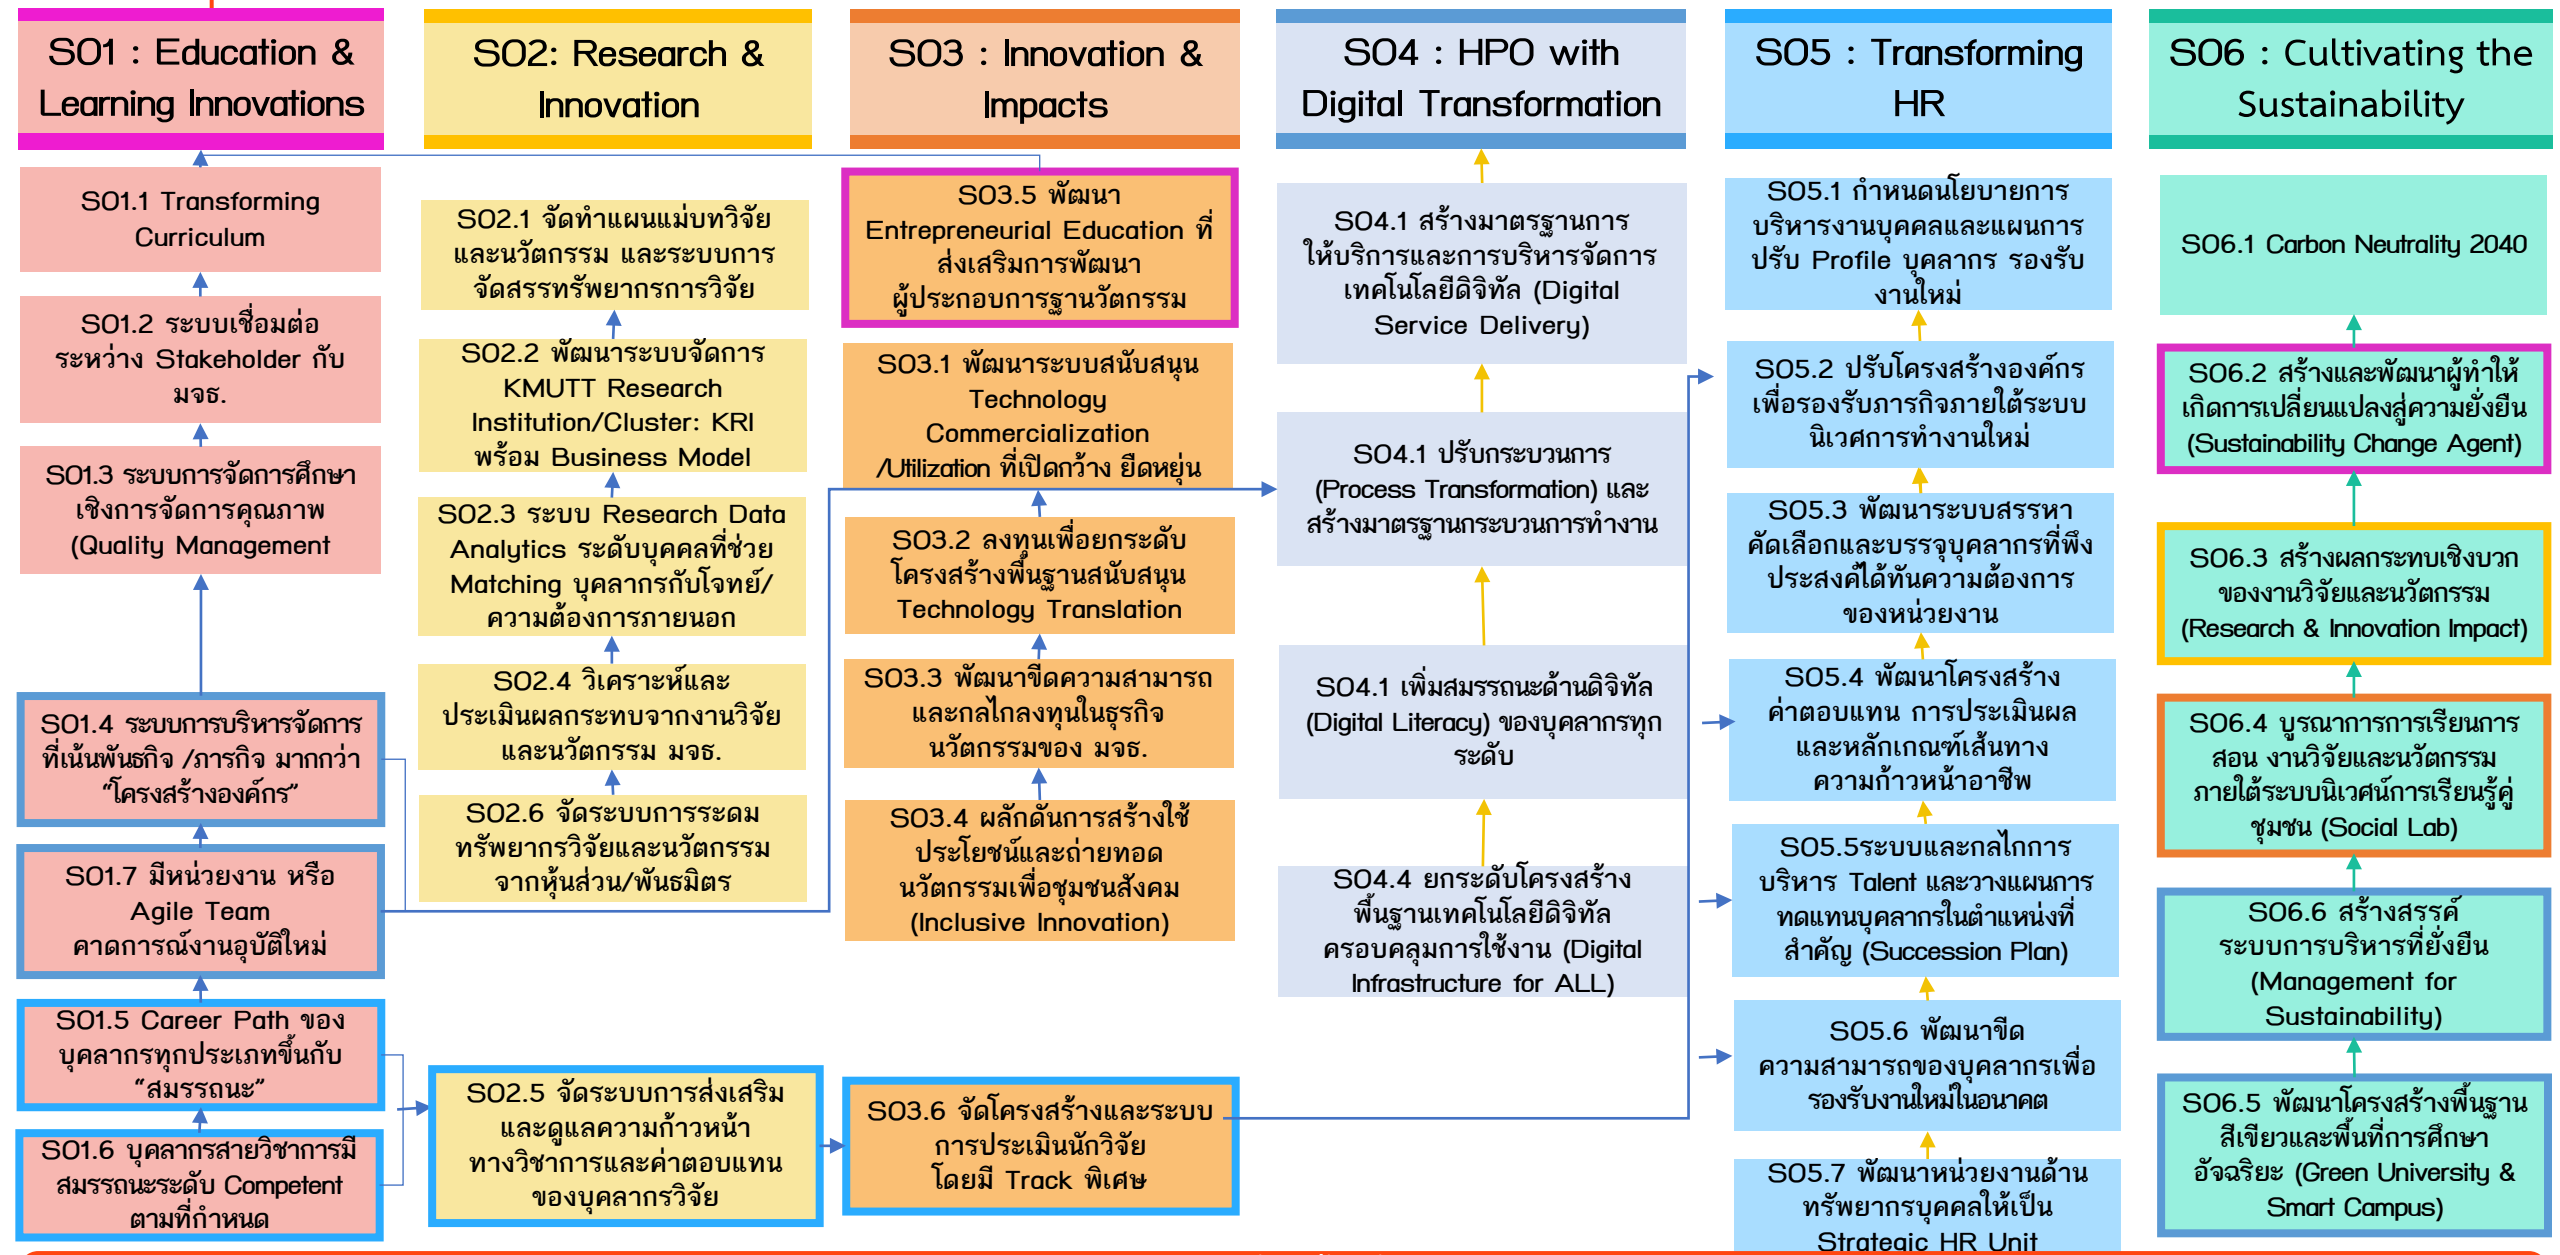 SO1 : Education &
Learning Innovations
SO1.1 Transforming
Curriculum
SO1.2 ระบบเชื่อมต่อ
ระหว่าง Stakeholder กับ
มจธ.
SO1.3 ระบบการจัดการศึกษา
เชิงการจัดการคุณภาพ
(Quality Management
SO1.4 ระบบการบริหารจัดการ
ที่เน้นพันธกิจ /ภารกิจ มากกว่า
“โครงสร้างองค์กร”
SO1.7 มีหน่วยงาน หรือ
Agile Team
คาดการณ์งานอุบัติใหม่
SO1.5 Career Path ของ
บุคลากรทุกประเภทขึ้นกับ
“สมรรถนะ”
SO1.6 บุคลากรสายวิชาการมี
สมรรถนะระดับ Competent
ตามที่กำหนด
SO2: Research &
Innovation
SO2.1 จัดทำแผนแม่บทวิจัย
และนวัตกรรม และระบบการ
จัดสรรทรัพยากรการวิจัย
SO2.2 พัฒนาระบบจัดการ
KMUTT Research
Institution/Cluster: KRI
พร้อม Business Model
SO2.3 ระบบ Research Data
Analytics ระดับบุคคลที่ช่วย
Matching บุคลากรกับโจทย์/
ความต้องการภายนอก
SO2.4 วิเคราะห์และ
ประเมินผลกระทบจากงานวิจัย
และนวัตกรรม มจธ.
SO2.6 จัดระบบการระดม
ทรัพยากรวิจัยและนวัตกรรม
จากหุ้นส่วน/พันธมิตร
SO2.5 จัดระบบการส่งเสริม
และดูแลความก้าวหน้า
ทางวิชาการและค่าตอบแทน
ของบุคลากรวิจัย
SO3 : Innovation &
Impacts
SO3.5 พัฒนา
Entrepreneurial Education ที่
ส่งเสริมการพัฒนา
ผู้ประกอบการฐานวัตกรรม
SO3.1 พัฒนาระบบสนับสนุน
Technology
Commercialization
/Utilization ที่เปิดกว้าง ยืดหยุ่น
SO3.2 ลงทุนเพื่อยกระดับ
โครงสร้างพื้นฐานสนับสนุน
Technology Translation
SO3.3 พัฒนาขีดความสามารถ
และกลไกลงทุนในธุรกิจ
นวัตกรรมของ มจธ.
SO3.4 ผลักดันการสร้างใช้
ประโยชน์และถ่ายทอด
นวัตกรรมเพื่อชุมชนสังคม
(Inclusive Innovation)
SO3.6 จัดโครงสร้างและระบบ
การประเมินนักวิจัย
โดยมี Track พิเศษ
SO4 : HPO with
Digital Transformation
SO4.1 สร้างมาตรฐานการ
ให้บริการและการบริหารจัดการ
เทคโนโลยีดิจิทัล (Digital
Service Delivery)
SO4.1 ปรับกระบวนการ
(Process Transformation) และ
สร้างมาตรฐานกระบวนการทำงาน
SO4.1 เพิ่มสมรรถนะด้านดิจิทัล
(Digital Literacy) ของบุคลากรทุก
ระดับ
SO4.4 ยกระดับโครงสร้าง
พื้นฐานเทคโนโลยีดิจิทัล
ครอบคลุมการใช้งาน (Digital
Infrastructure for ALL)
SO5 : Transforming
HR
SO5.1 กำหนดนโยบายการ
บริหารงานบุคคลและแผนการ
ปรับ Profile บุคลากร รองรับ
งานใหม่
SO5.2 ปรับโครงสร้างองค์กร
เพื่อรองรับภารกิจภายใต้ระบบ
นิเวศการทำงานใหม่
SO5.3 พัฒนาระบบสรรหา
คัดเลือกและบรรจุบุคลากรที่พึง
ประสงค์ได้ทันความต้องการ
ของหน่วยงาน
SO5.4 พัฒนาโครงสร้าง
ค่าตอบแทน การประเมินผล
และหลักเกณฑ์เส้นทาง
ความก้าวหน้าอาชีพ
SO5.5ระบบและกลไกการ
บริหาร Talent และวางแผนการ
ทดแทนบุคลากรในตำแหน่งที่
สำคัญ (Succession Plan)
SO5.6 พัฒนาขีด
ความสามารถของบุคลากรเพื่อ
รองรับงานใหม่ในอนาคต
SO5.7 พัฒนาหน่วยงานด้าน
ทรัพยากรบุคคลให้เป็น
Strategic HR Unit
SO6 : Cultivating the
Sustainability
SO6.1 Carbon Neutrality 2040
SO6.2 สร้างและพัฒนาผู้ทำให้
เกิดการเปลี่ยนแปลงสู่ความยั่งยืน
(Sustainability Change Agent)
SO6.3 สร้างผลกระทบเชิงบวก
ของงานวิจัยและนวัตกรรม
(Research & Innovation Impact)
SO6.4 บูรณาการการเรียนการ
สอน งานวิจัยและนวัตกรรม
ภายใต้ระบบนิเวศน์การเรียนรู้คู่
ชุมชน (Social Lab)
SO6.6 สร้างสรรค์
ระบบการบริหารที่ยั่งยืน
(Management for
Sustainability)
SO6.5 พัฒนาโครงสร้างพื้นฐาน
สีเขียวและพื้นที่การศึกษา
อัจฉริยะ (Green University &
Smart Campus)